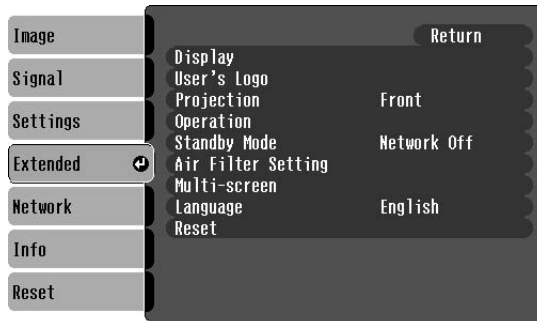 Image
Signal
Settings
Extended
Network
Info
Reset
Return
Display
User's Logo
Projection Front
Operation
Standby Mode Network Off
Air Filter Setting
Multi-screen
Language English
Reset